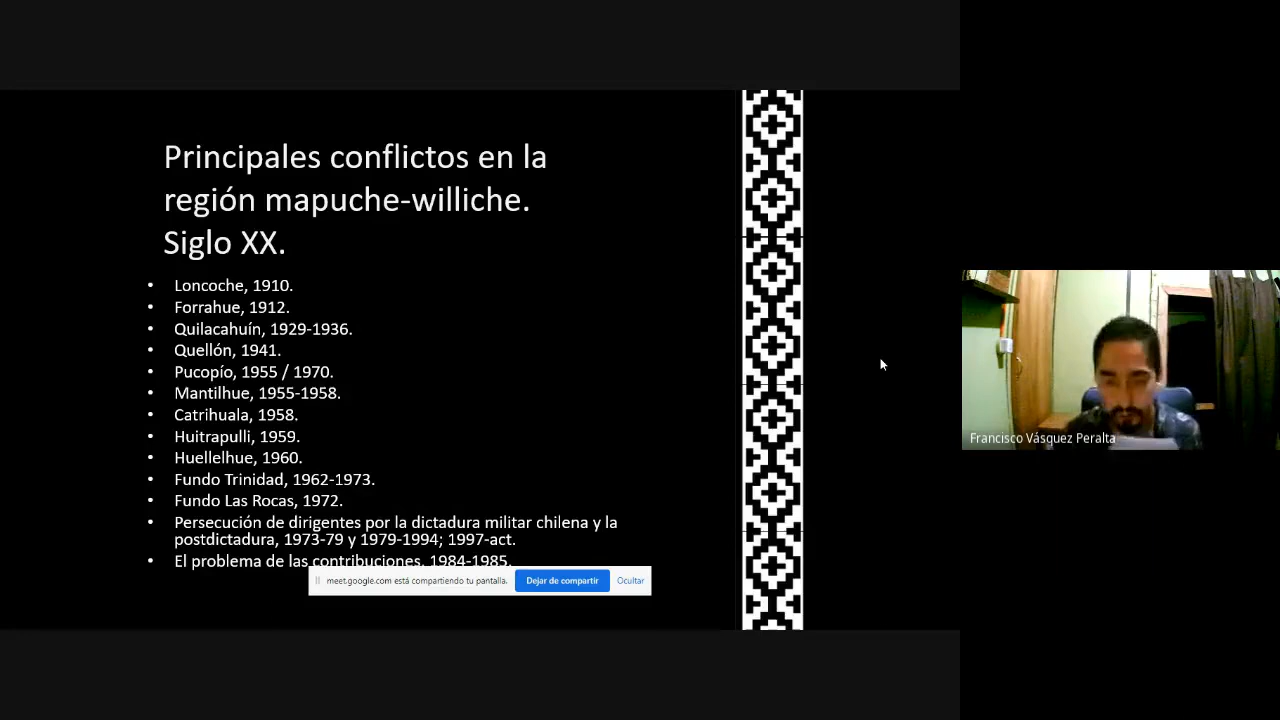 Principales conflictos en la
región mapuche-williche.
Siglo XX.
• Loncoche, 1910.
• Forrahue, 1912.
• Quilacahuín, 1929-1936.
• Quellón, 1941.
• Pucopío, 1955 / 1970.
• Mantilhue, 1955-1958.
• Catrihuala, 1958.
• Huitrapulli, 1959.
• Huellelhue, 1960.
• Fundo Trinidad, 1962-1973.
• Fundo Las Rocas, 1972.
• Persecución de dirigentes por la dictadura militar chilena y la
postdictadura, 1973-79 y 1979-1994; 1997-act.
• El problema de las contribuciones, 1984-1985.
meet.google.com está compartiendo tu pantalla. Dejar de compartir Ocultar
Francisco Vásquez Peralta